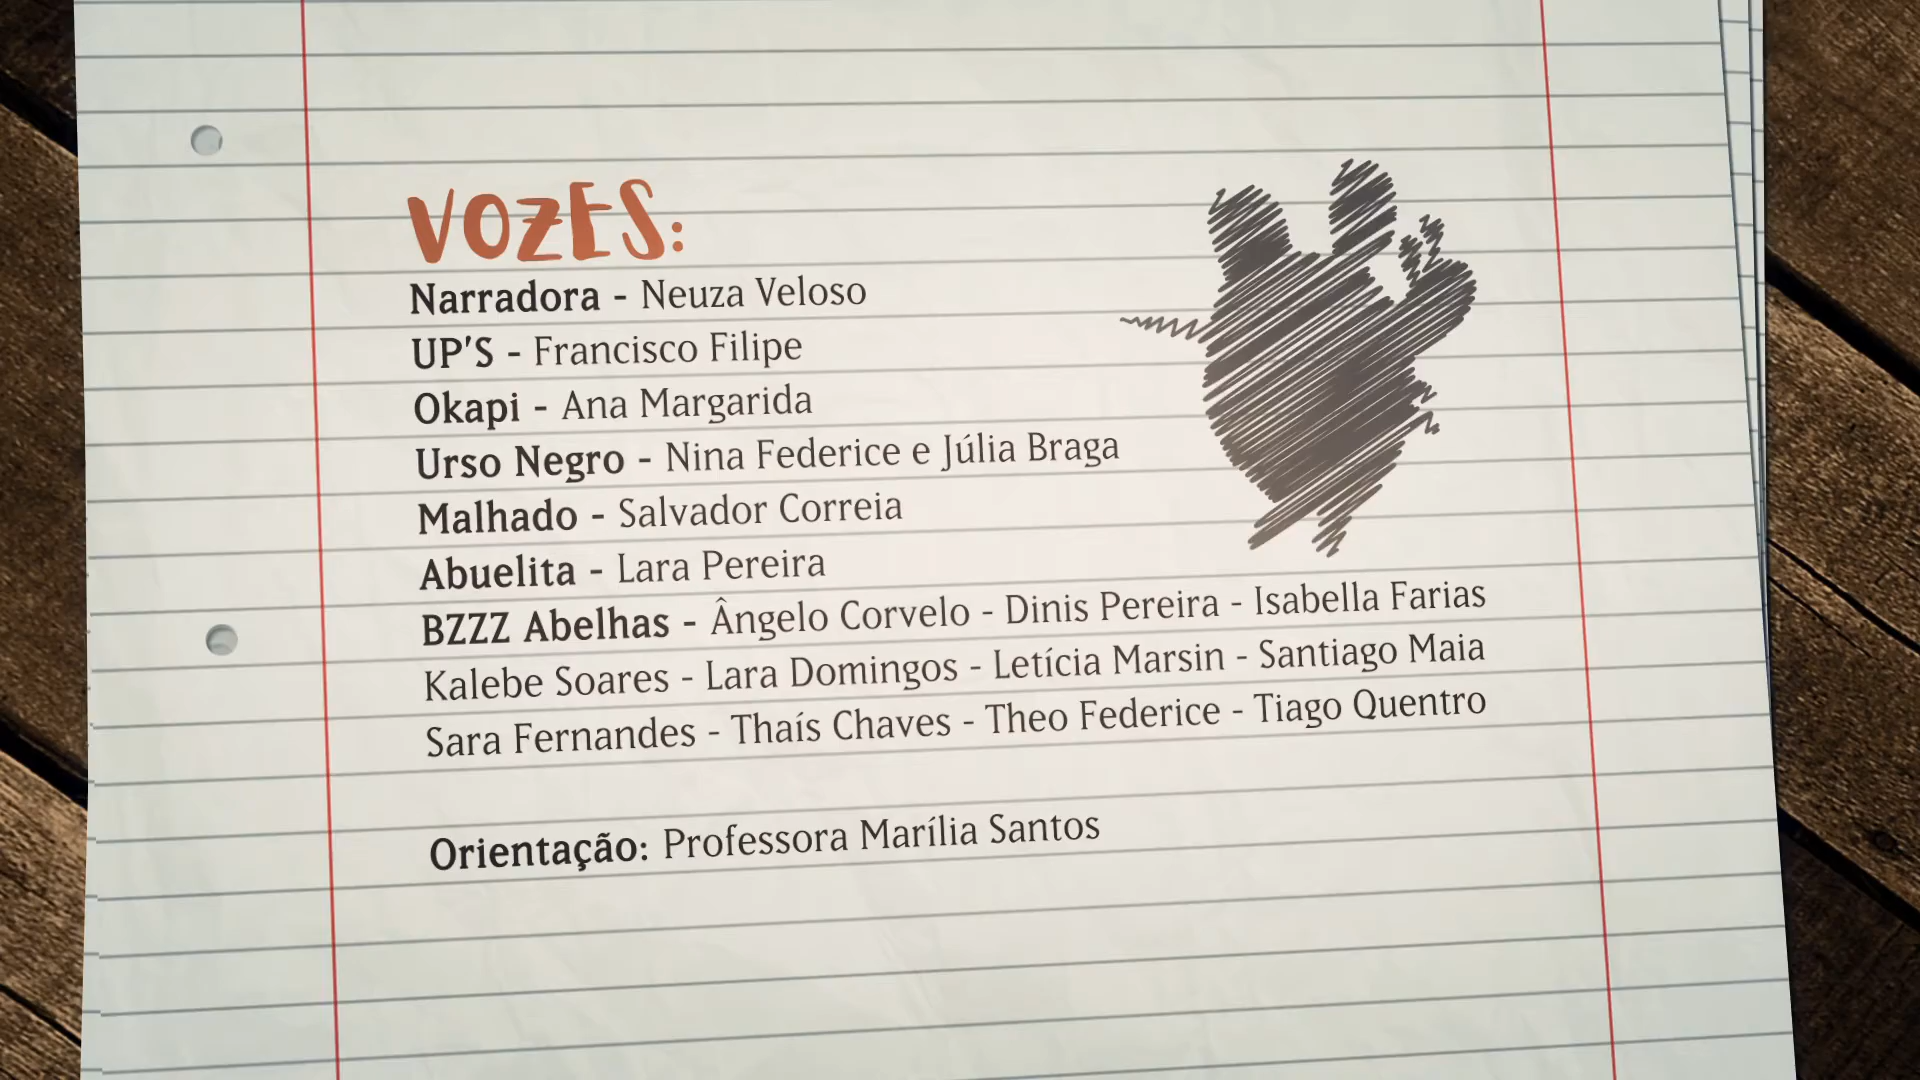 VOZES:
Narradora - Neuza Veloso
UP'S - Francisco Filipe
Okapi - Ana Margarida
Urso Negro - Nina Federice e Júlia Braga
Malhado - Salvador Correia
Abuelita - Lara Pereira
BZZZ Abelhas - Ângelo Corvelo - Dinis Pereira - Isabella Farias
Kalebe Soares - Lara Domingos - Letícia Marsin - Santiago Maia
Sara Fernandes - Thaís Chaves - Theo Federice - Tiago Quentro
Orientação: Professora Marília Santos